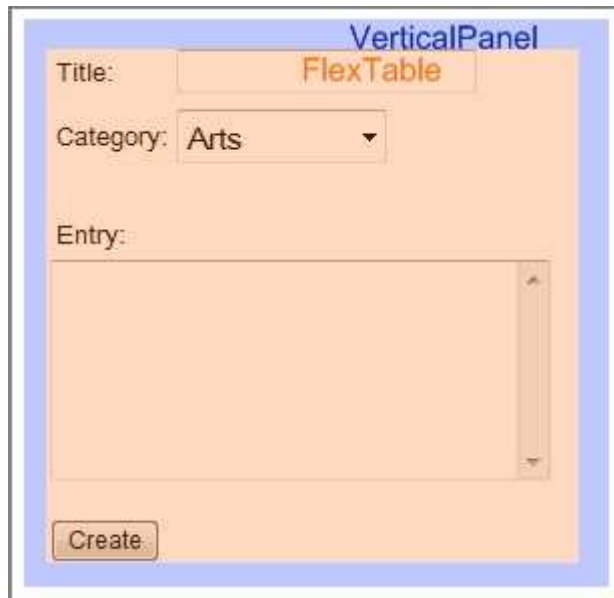 VerticalPanel
Title: FlexTable
Category: Arts
Entry:
Create